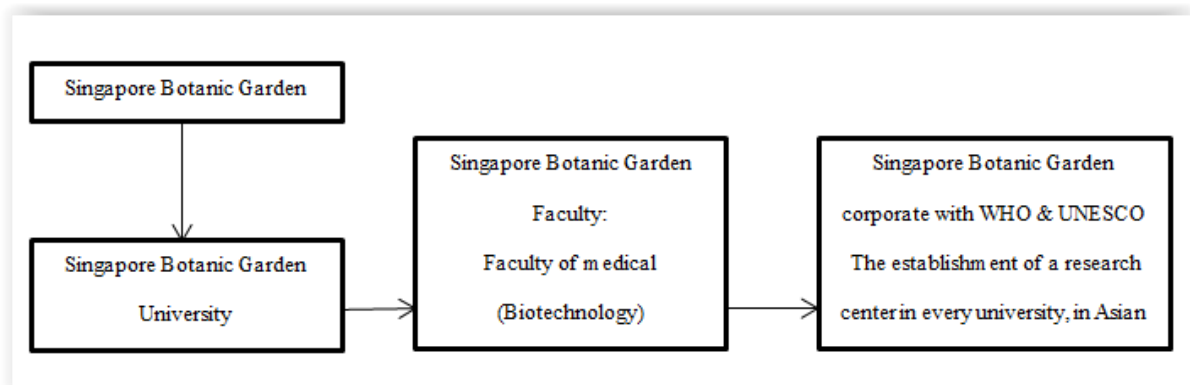 Singapore Botanic Garden
Singapore Botanic Garden
University
Singapore Botanic Garden
Faculty:
Faculty of medical
(Biotechnology)
Singapore Botanic Garden
corporate with WHO & UNESCO
The establishment of a research
center in every university, in Asian